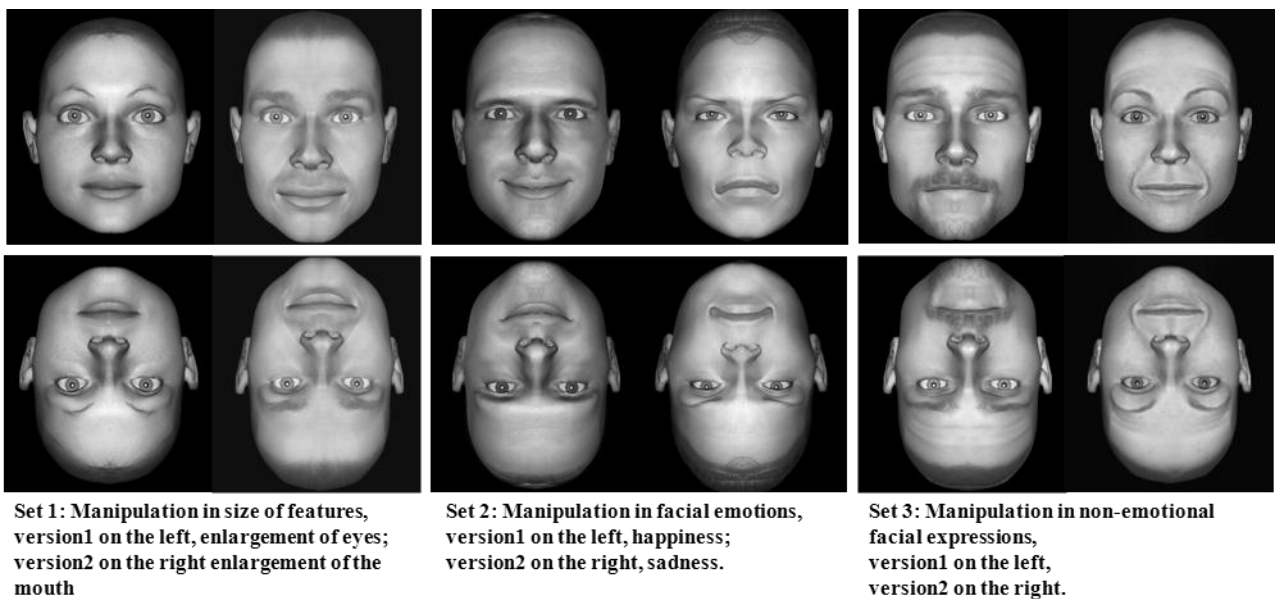 Set 1: Manipulation in size of features,
version1 on the left, enlargement of eyes;
version2 on the right enlargement of the
mouth
Set 2: Manipulation in facial emotions,
version1 on the left, happiness;
version2 on the right, sadness.
Set 3: Manipulation in non-emotional
facial expressions,
version1 on the left,
version2 on the right.